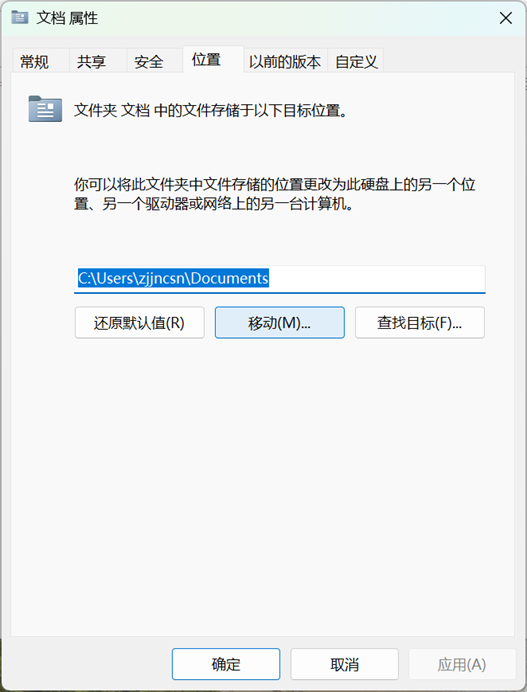 文档 属性
常规 共享 安全 位置 以前的版本 自定义
文件夹 文档 中的文件存储于以下目标位置。
你可以将此文件夹中文件存储的位置更改为此硬盘上的另一个位
置、另一个驱动器或网络上的另一台计算机。
C:\Users\zjjncsn\Documents
还原默认值(R) 移动(M)... 查找目标(F)...
确定 取消 应用(A)